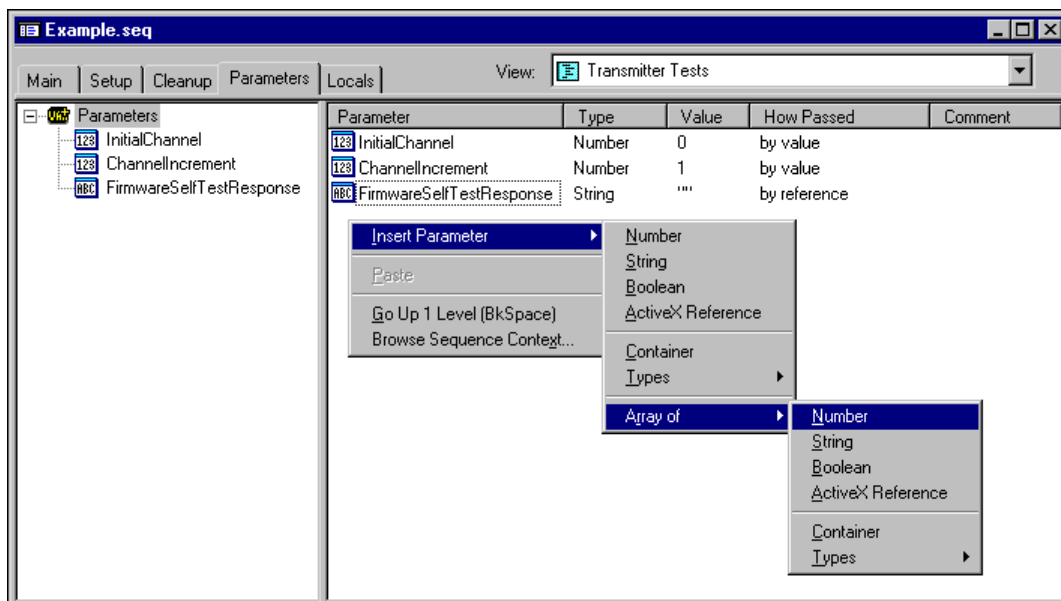 Example.seq
Main Setup Cleanup Parameters Locals View: Transmitter Tests
Parameters
InitialChannel
ChannelIncrement
FirmwareSelfTestResponse
Parameter Type Value How Passed Comment
123 InitialChannel Number 0 by value
123 ChannelIncrement Number 1 by value
ABC FirmwareSelfTestResponse String "" by reference
Insert Parameter
Paste
Go Up 1 Level (BkSpace)
Browse Sequence Context...
Number
String
Boolean
ActiveX Reference
Container
Types
Array of
Number
String
Boolean
ActiveX Reference
Container
Types